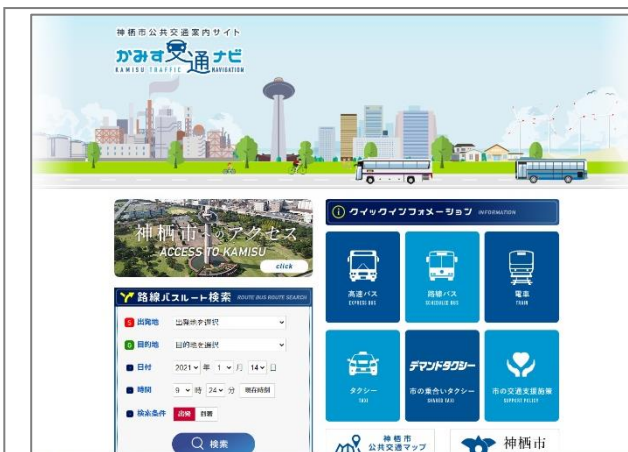 神栖市公共交通案内サイト
かみす交通ナビ
KAMISU TRAFFIC NAVIGATION
神栖市へのアクセス
ACCESS TO KAMISU
click
路線バスルート検索 ROUTE BUS ROUTE SEARCH
S 出発地 出発地を選択
G 目的地 目的地を選択
日付 2021 年 1 月 14 日
時間 9 時 24 分 現在時刻
検索条件 出発 到着
検索
クイックインフォメーション INFORMATION
高速バス
EXPRESS BUS
路線バス
SCHEDULED BUS
電車
TRAIN
タクシー
TAXI
デマンドタクシー
市の乗合いタクシー
SHARED TAXI
市の交通支援施策
SUPPORT POLICY
神栖市
公共交通マップ
神栖市